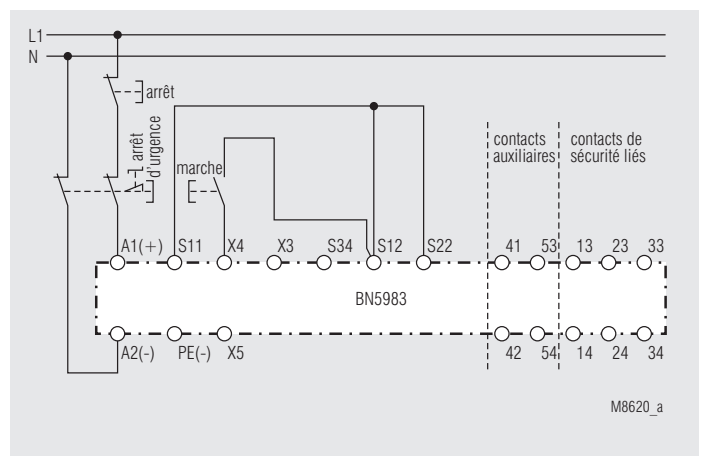 L1
N
arrêt
arrêt
d'urgence
marche
contacts
auxiliaires
contacts de
sécurité liés
A1(+) S11 X4 X3 S34 S12 S22 41 53 13 23 33
BN5983
A2(-) PE(-) X5 42 54 14 24 34
M8620_a